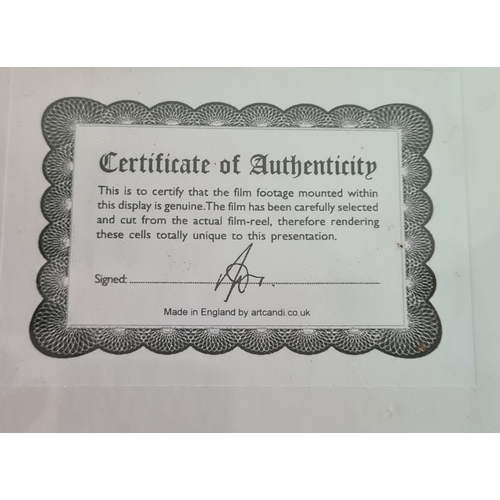 Certificate of Authenticity
This is to certify that the film footage mounted within
this display is genuine.The film has been carefully selected
and cut from the actual film-reel, therefore rendering
these cells totally unique to this presentation.
Signed:
Made in England by artcandi.co.uk